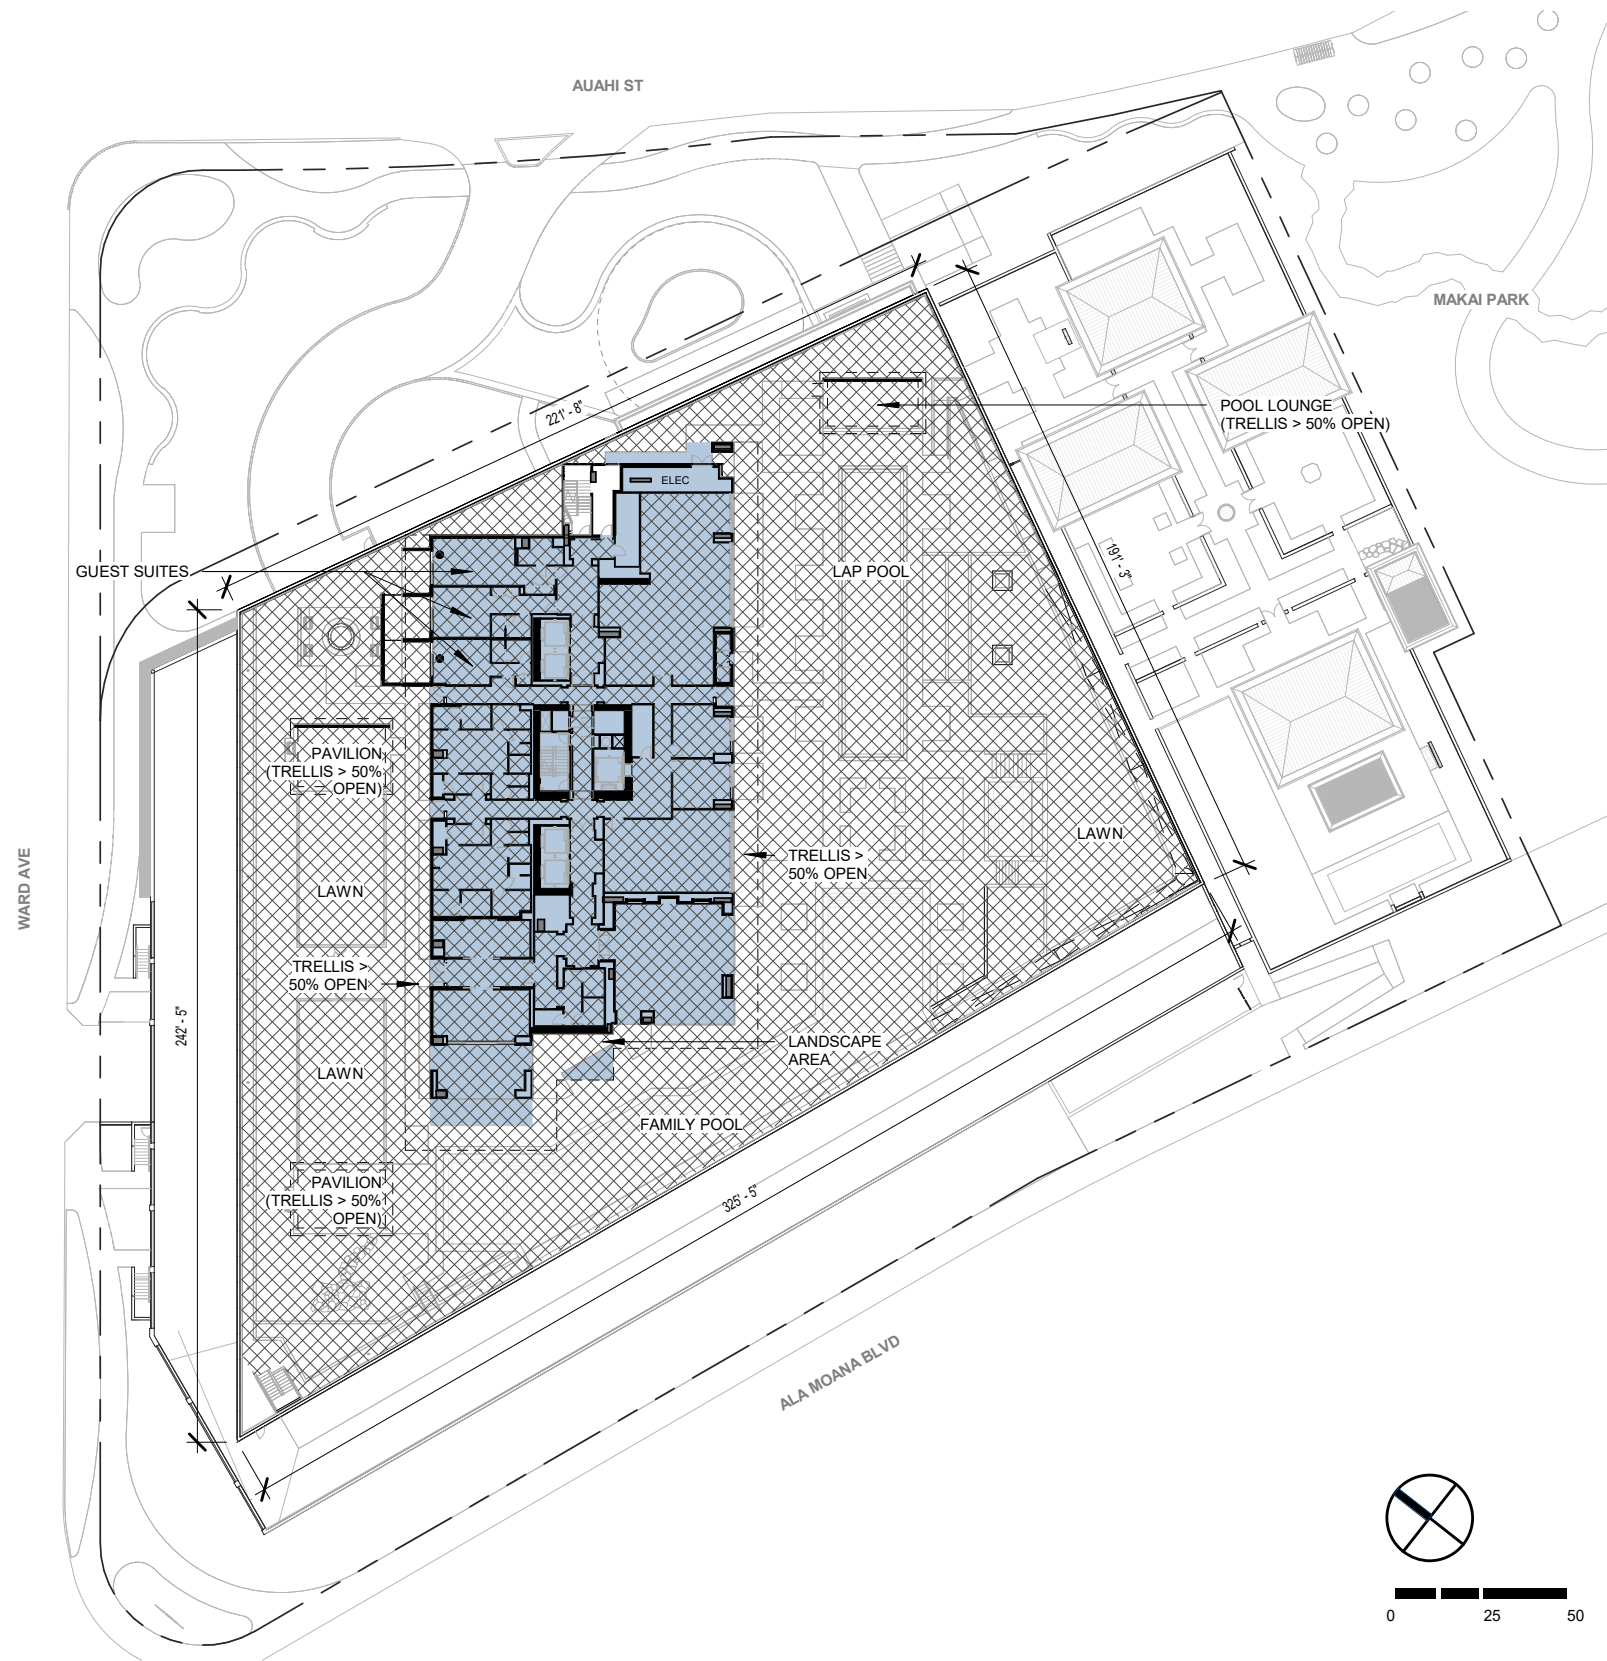 AUAHI ST
MAKAI PARK
POOL LOUNGE
(TRELLIS > 50% OPEN)
221' - 8"
ELEC
GUEST SUITES
LAP POOL
191' - 3"
PAVILION
(TRELLIS > 50%
OPEN)
LAWN
TRELLIS >
50% OPEN
WARD AVE
LAWN
TRELLIS >
50% OPEN
242' - 5"
LANDSCAPE
AREA
LAWN
FAMILY POOL
PAVILION
(TRELLIS > 50%
OPEN)
325' - 5"
ALA MOANA BLVD
0 25 50